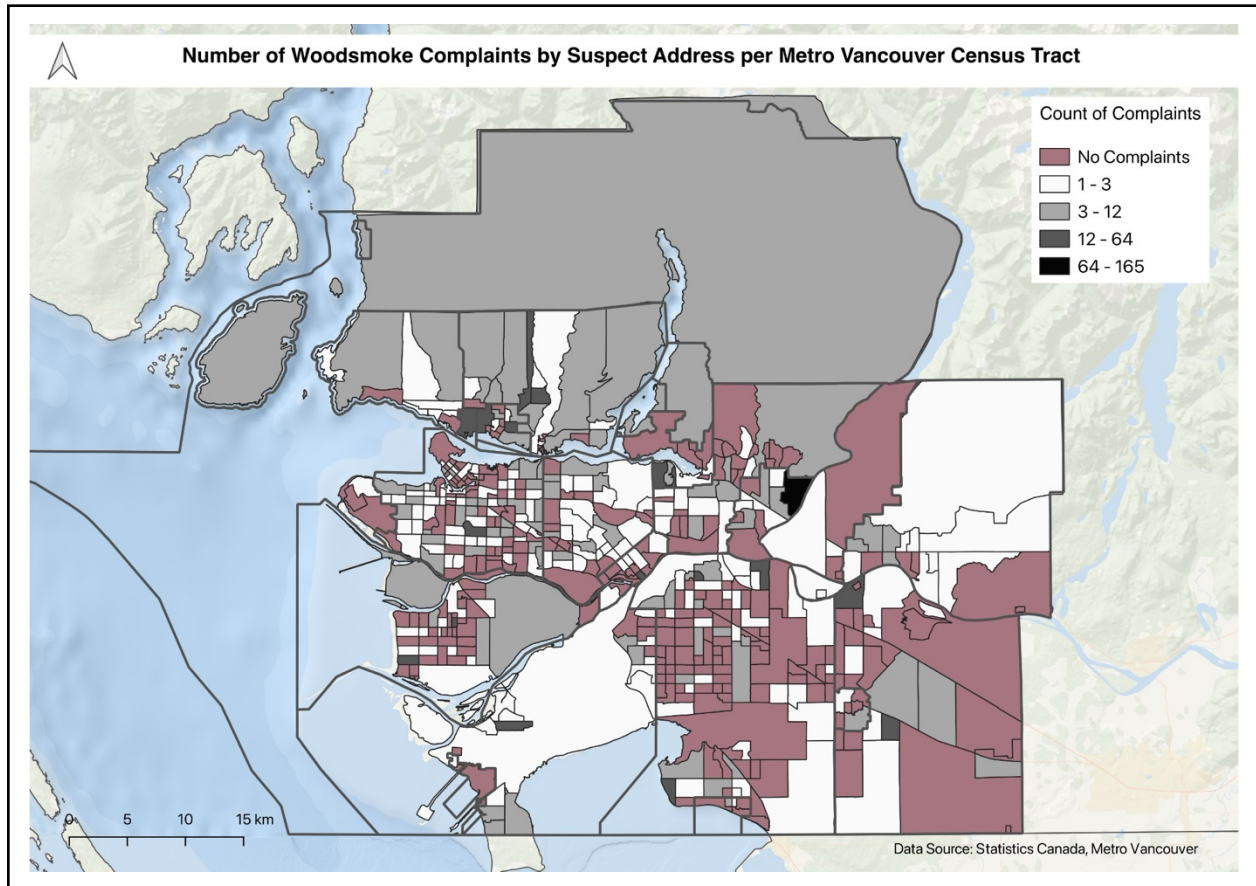 Number of Woodsmoke Complaints by Suspect Address per Metro Vancouver Census Tract
Count of Complaints
No Complaints
1 - 3
3 - 12
12 - 64
64 - 165
0 5 10 15 km
Data Source: Statistics Canada, Metro Vancouver